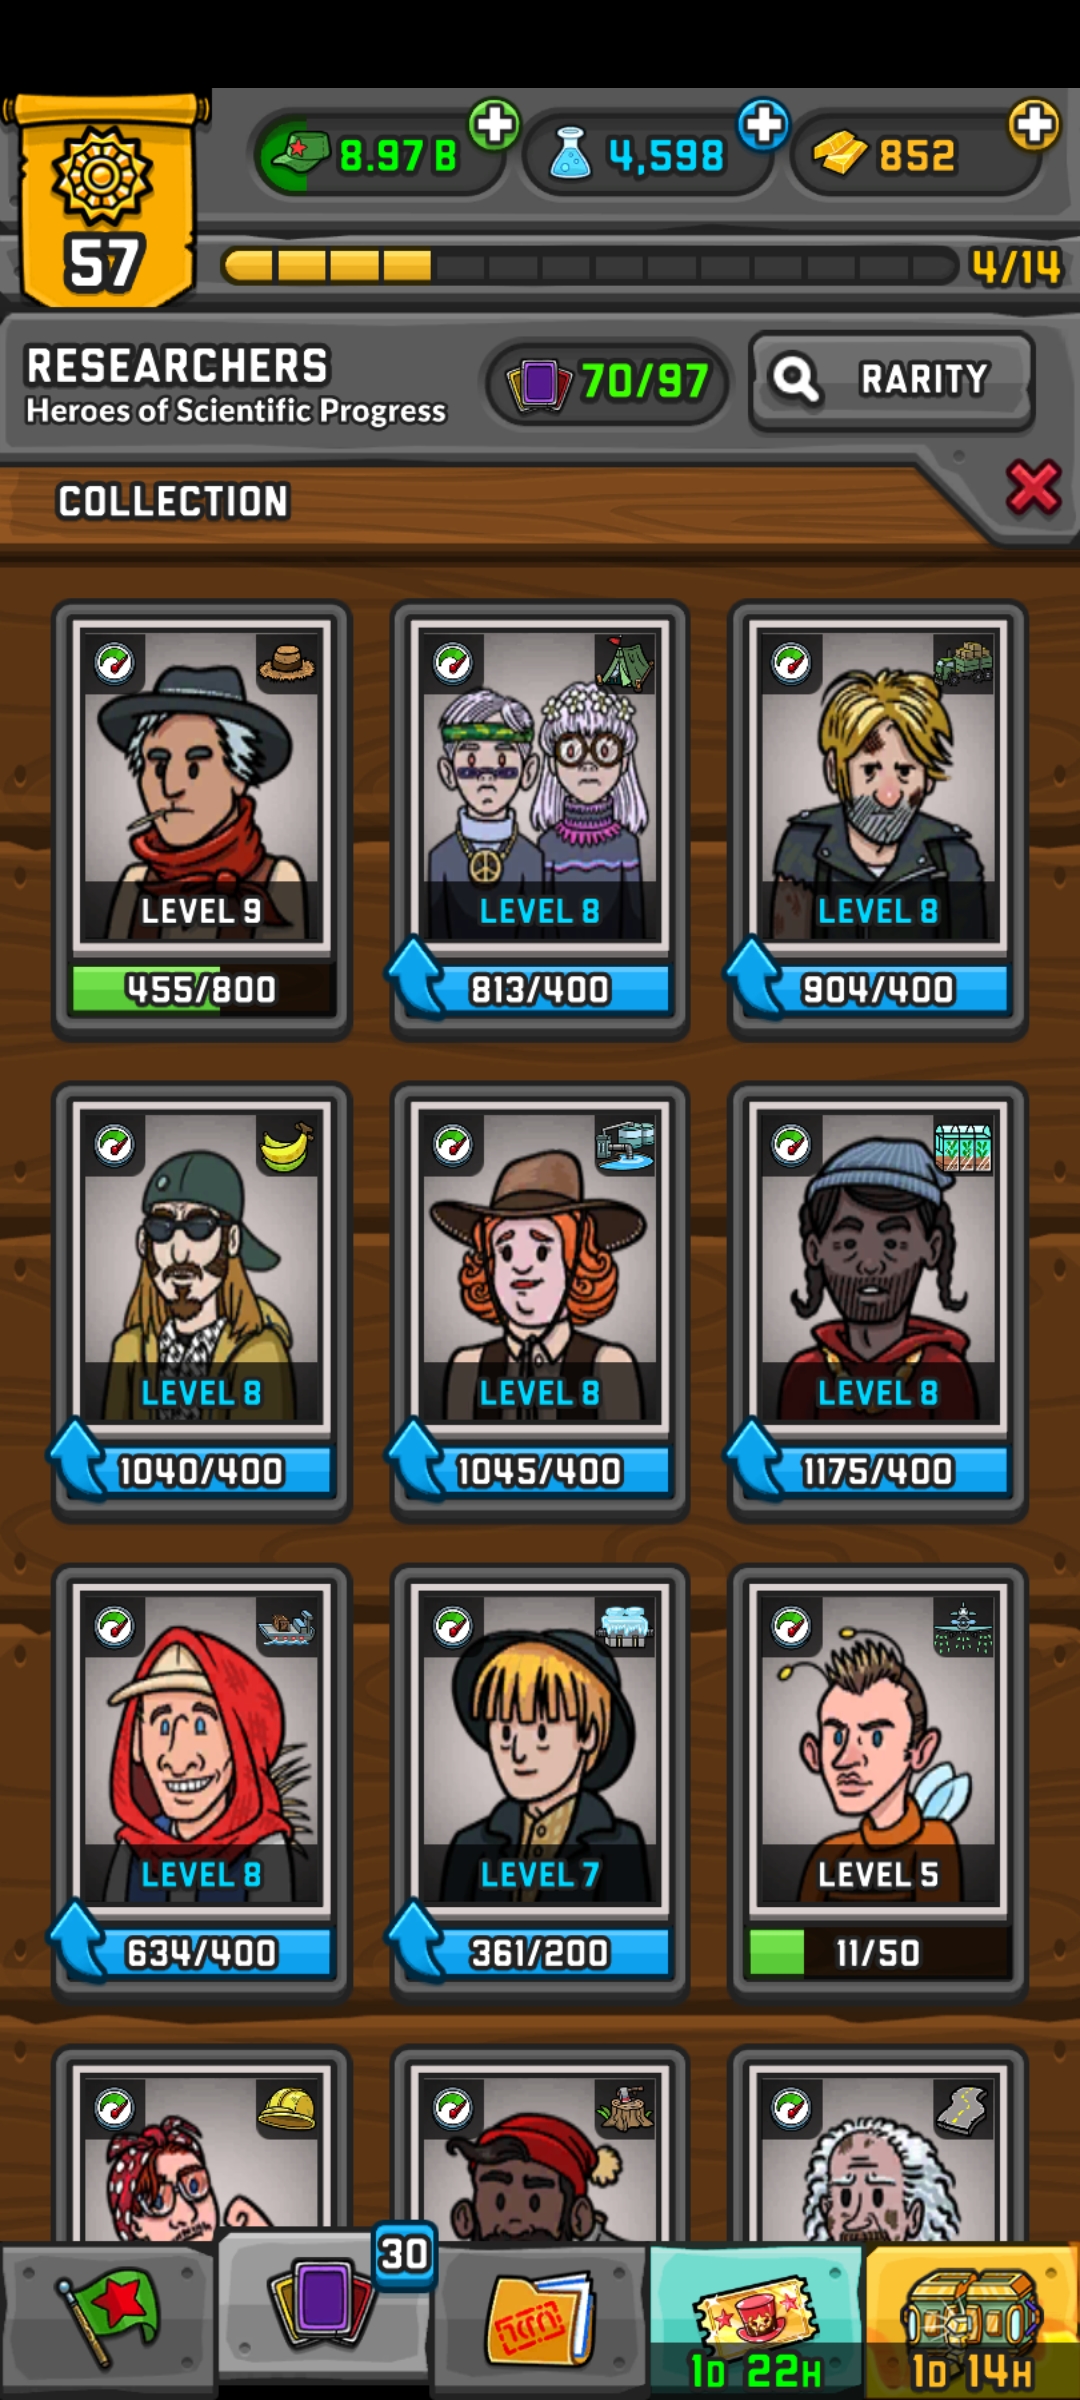 8.97 B
4,598
852
57
4/14
RESEARCHERS
Heroes of Scientific Progress
70/97
RARITY
COLLECTION
LEVEL 9
LEVEL 8
LEVEL 8
455/800
813/400
904/400
LEVEL 8
LEVEL 8
LEVEL 8
1040/400
1045/400
1175/400
LEVEL 8
LEVEL 7
LEVEL 5
634/400
361/200
11/50
30
1D 22H
1D 14H